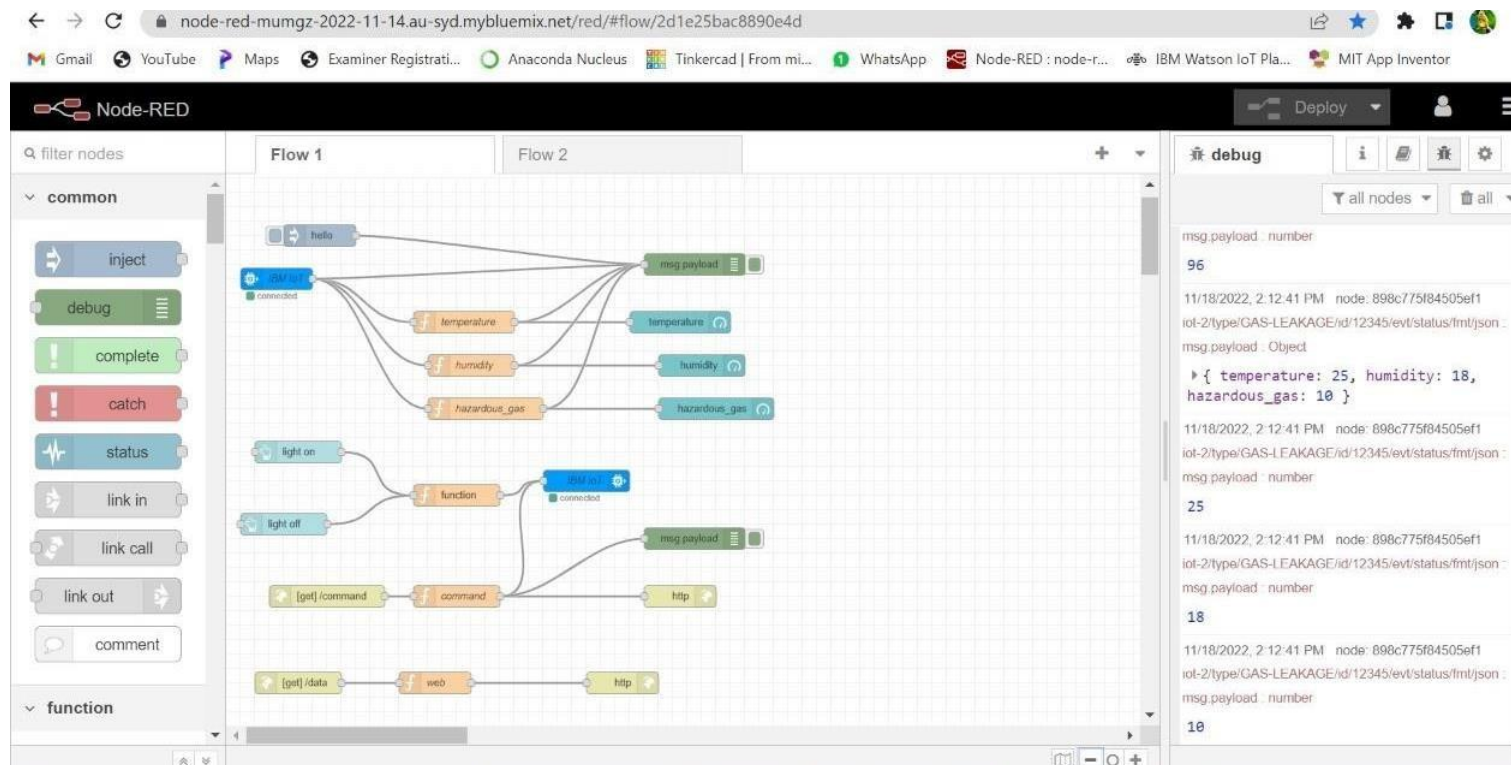 node-red-mumgz-2022-11-14.au-syd.mybluemix.net/red/#flow/2d1e25bac8890e4d
Gmail YouTube Maps Examiner Registrati... Anaconda Nucleus Tinkercad | From mi... WhatsApp Node-RED : node-r... IBM Watson IoT Pla... MIT App Inventor
Node-RED Deploy
filter nodes
Flow 1 Flow 2
common
inject
debug
complete
catch
status
link in
link call
link out
comment
function
hello
IBM IoT
connected
msg.payload
temperature temperature
humidity humidity
hazardous_gas hazardous_gas
light on
function
IBM IoT
connected
light off
msg.payload
[get] /command command http
[get] /data web http
debug
all nodes all
msg.payload : number
96
11/18/2022, 2:12:41 PM node: 898c775f84505ef1
iot-2/type/GAS-LEAKAGE/id/12345/evt/status/fmt/json :
msg.payload : Object
{ temperature: 25, humidity: 18,
hazardous_gas: 10 }
11/18/2022, 2:12:41 PM node: 898c775f84505ef1
iot-2/type/GAS-LEAKAGE/id/12345/evt/status/fmt/json :
msg.payload : number
25
11/18/2022, 2:12:41 PM node: 898c775f84505ef1
iot-2/type/GAS-LEAKAGE/id/12345/evt/status/fmt/json :
msg.payload : number
18
11/18/2022, 2:12:41 PM node: 898c775f84505ef1
iot-2/type/GAS-LEAKAGE/id/12345/evt/status/fmt/json :
msg.payload : number
10